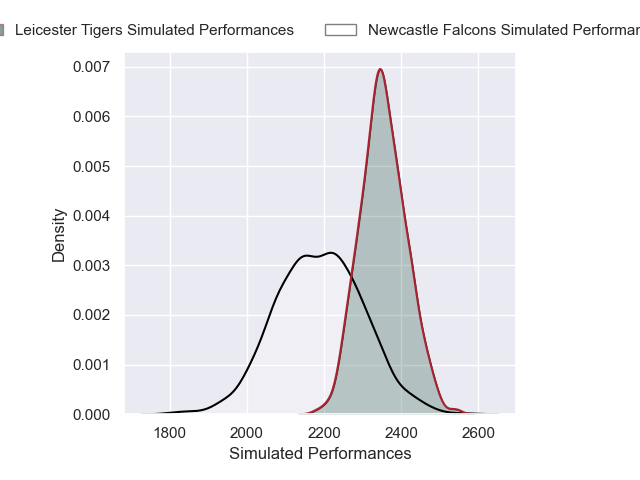 Leicester Tigers Simulated Performances
Newcastle Falcons Simulated
0.007
0.006
0.005
0.004
0.003
0.002
0.001
0.000
Density
1800 2000 2200 2400 2600
Simulated Performances